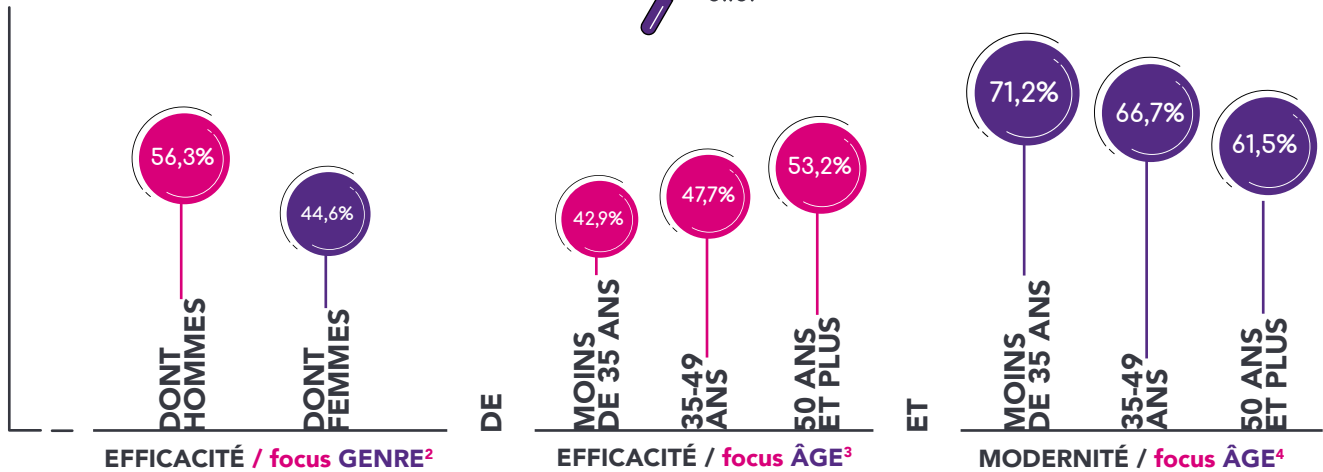 56,3%
44,6%
DONT
HOMMES
DONT
FEMMES
EFFICACITÉ / focus GENRE²
DE
42,9%
47,7%
53,2%
MOINS
DE 35 ANS
35-49
ANS
50 ANS
ET PLUS
EFFICACITÉ / focus ÂGE³
ET
71,2%
66,7%
61,5%
MOINS
DE 35 ANS
35-49
ANS
50 ANS
ET PLUS
MODERNITÉ / focus ÂGE⁴